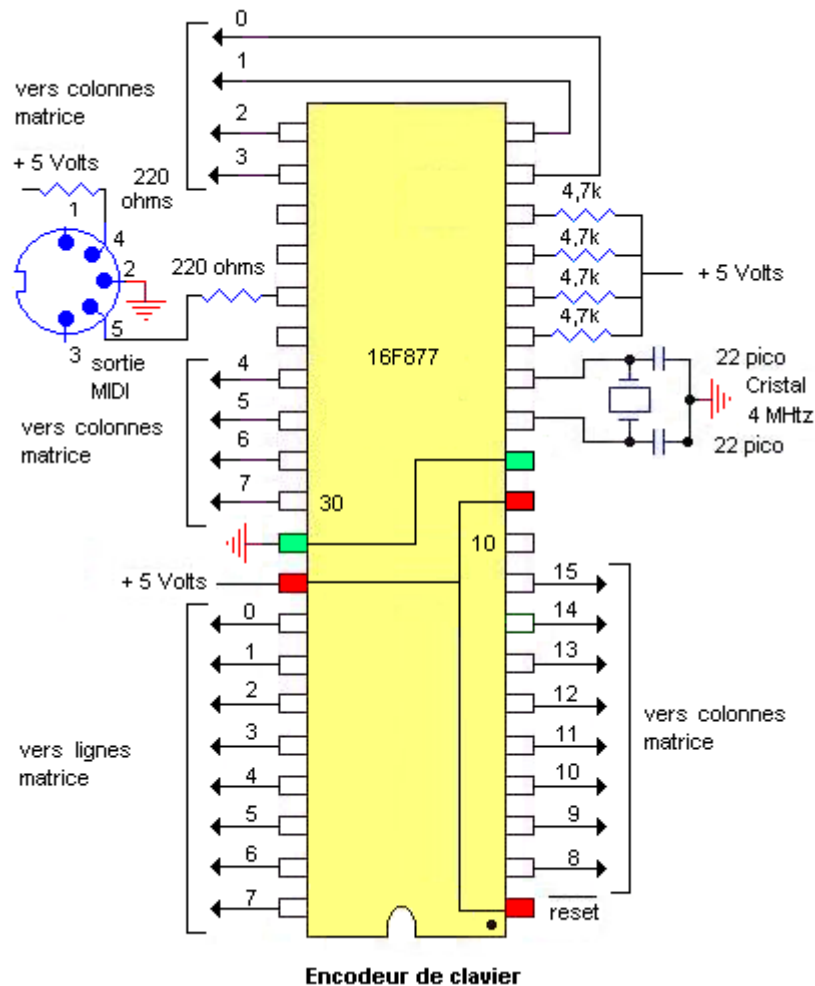 0
1
vers colonnes
matrice
2
3
+ 5 Volts
220
ohms
1
4
2
5
3
220 ohms
sortie
MIDI
4,7k
4,7k
4,7k
4,7k
+ 5 Volts
16F877
22 pico
Cristal
4 MHtz
22 pico
4
5
6
7
vers colonnes
matrice
30
10
+ 5 Volts
0
1
2
3
4
5
6
7
vers lignes
matrice
15
14
13
12
11
10
9
8
vers colonnes
matrice
reset
Encodeur de clavier